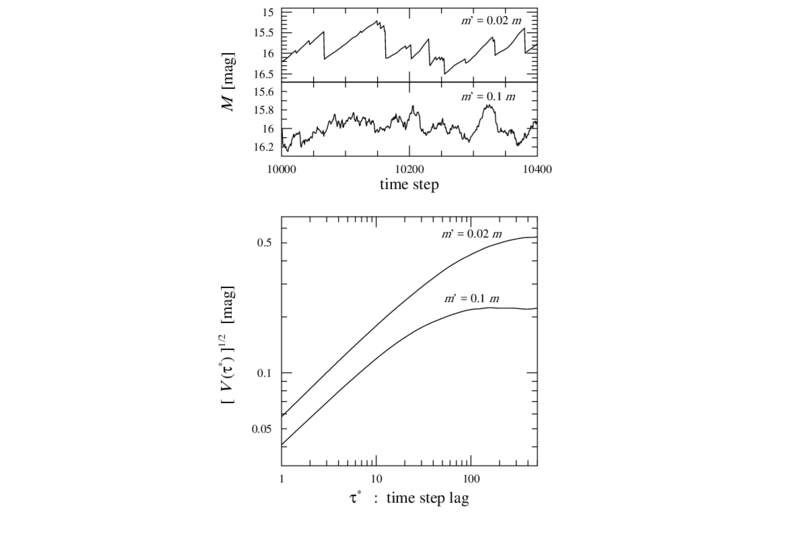 15
m' = 0.02 m
15.5
16
16.5
M [mag]
15.6
m' = 0.1 m
15.8
16
16.2
10000
10200
10400
time step
m' = 0.02 m
0.5
m' = 0.1 m
[ V(τ*) ]1/2 [mag]
0.1
0.05
1
10
100
τ* : time step lag